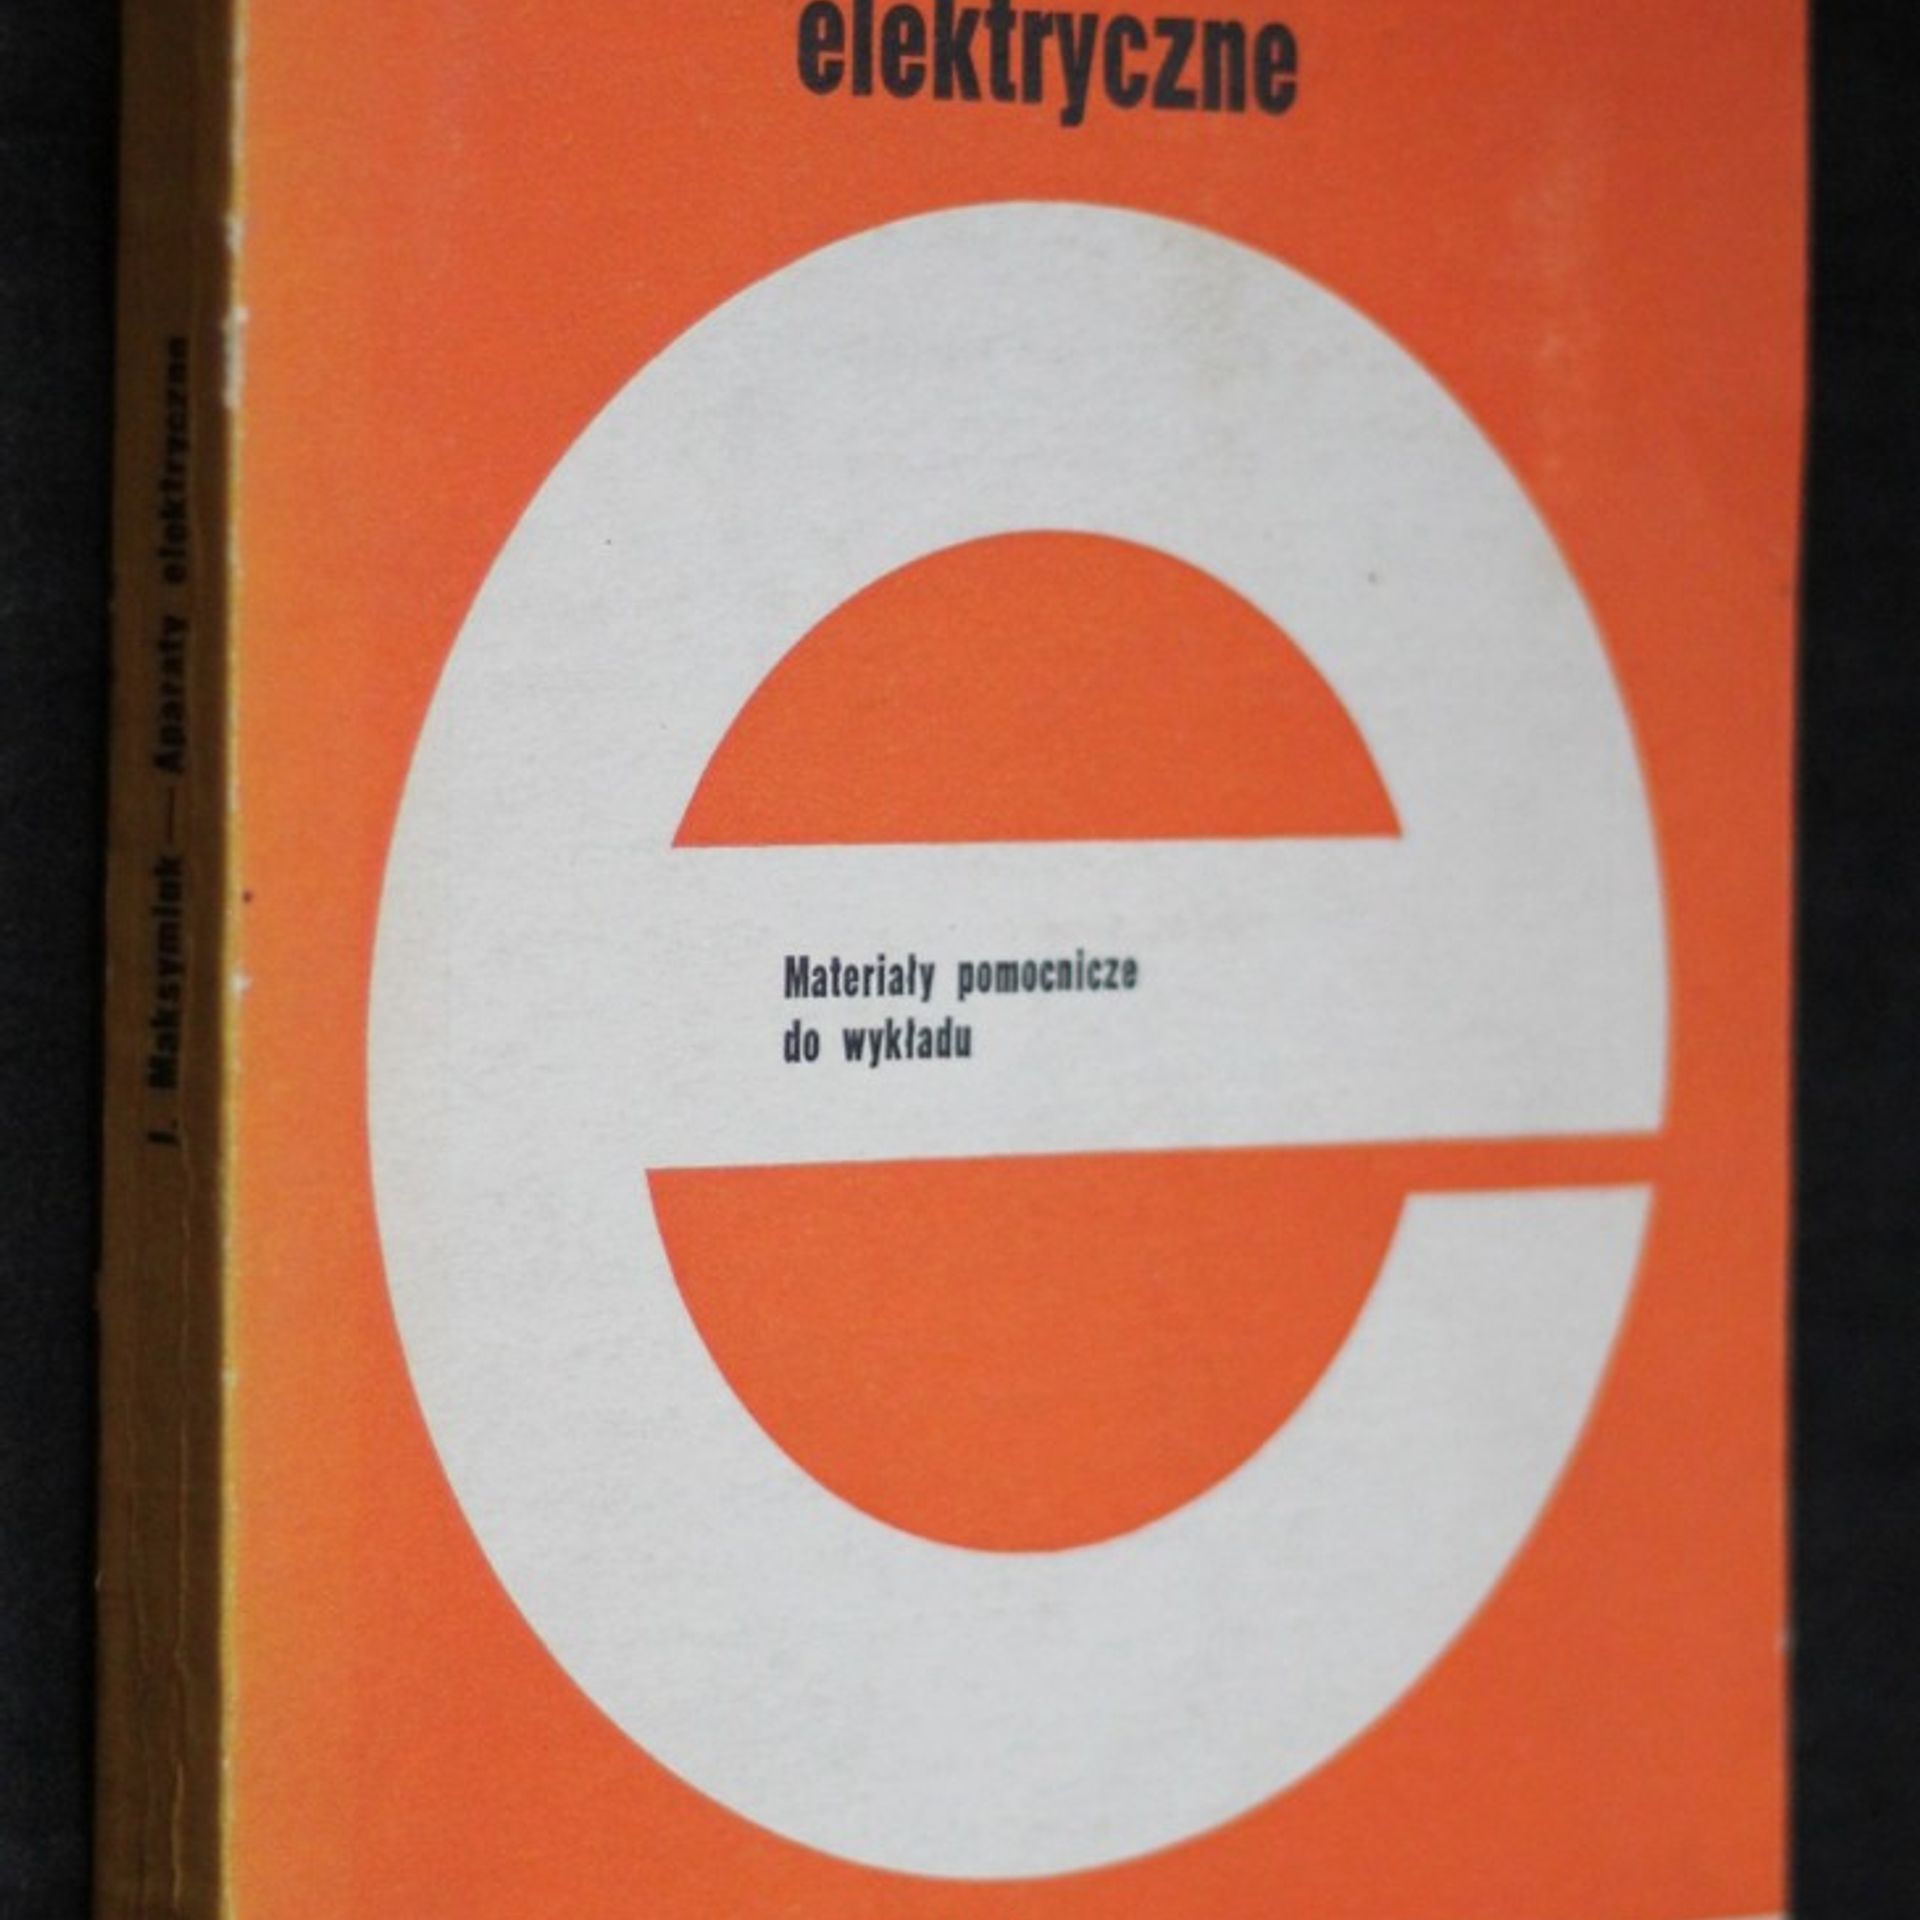 elektryczne
e
Materiały pomocnicze
do wykładu
J. Maksymiuk — Aparaty elektryczne